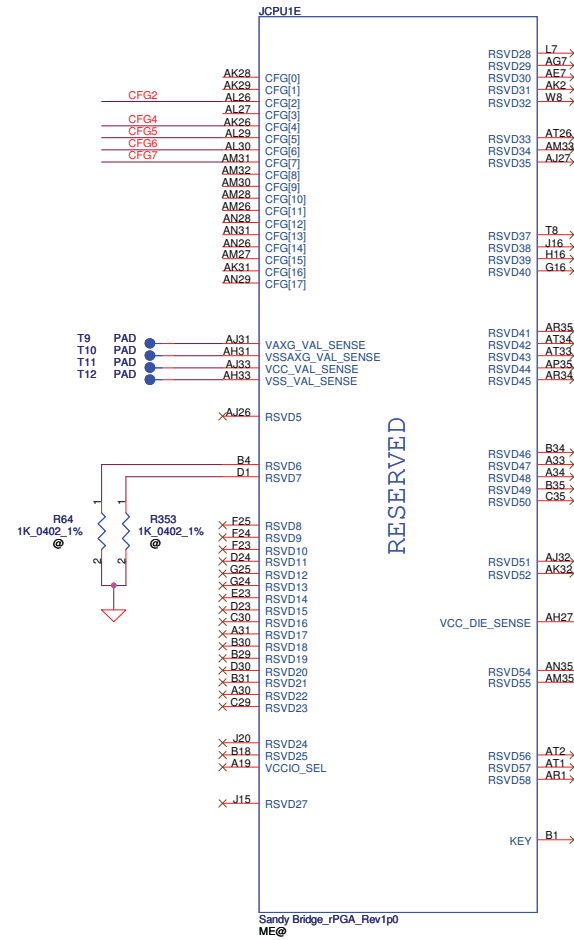 JCPU1E
AK28 CFG[0]
AK29 CFG[1]
CFG2 AL26 CFG[2]
AL27 CFG[3]
CFG4 AK26 CFG[4]
CFG5 AL29 CFG[5]
CFG6 AL30 CFG[6]
CFG7 AM31 CFG[7]
AM32 CFG[8]
AM30 CFG[9]
AM28 CFG[10]
AM26 CFG[11]
AN28 CFG[12]
AN31 CFG[13]
AN26 CFG[14]
AM27 CFG[15]
AK31 CFG[16]
AN29 CFG[17]
T9 PAD AJ31 VAXG_VAL_SENSE
T10 PAD AH31 VSSAXG_VAL_SENSE
T11 PAD AJ33 VCC_VAL_SENSE
T12 PAD AH33 VSS_VAL_SENSE
AJ26 RSVD5
B4 RSVD6
D1 RSVD7
1 1
R64
1K_0402_1%
@
R353
1K_0402_1%
@
2 2
F25 RSVD8
F24 RSVD9
F23 RSVD10
D24 RSVD11
G25 RSVD12
G24 RSVD13
E23 RSVD14
D23 RSVD15
C30 RSVD16
A31 RSVD17
B30 RSVD18
B29 RSVD19
D30 RSVD20
B31 RSVD21
A30 RSVD22
C29 RSVD23
J20 RSVD24
B18 RSVD25
A19 VCCIO_SEL
J15 RSVD27
RESERVED
RSVD28 L7
RSVD29 AG7
RSVD30 AE7
RSVD31 AK2
RSVD32 W8
RSVD33 AT26
RSVD34 AM33
RSVD35 AJ27
RSVD37 T8
RSVD38 J16
RSVD39 H16
RSVD40 G16
RSVD41 AR35
RSVD42 AT34
RSVD43 AT33
RSVD44 AP35
RSVD45 AR34
RSVD46 B34
RSVD47 A33
RSVD48 A34
RSVD49 B35
RSVD50 C35
RSVD51 AJ32
RSVD52 AK32
VCC_DIE_SENSE AH27
RSVD54 AN35
RSVD55 AM35
RSVD56 AT2
RSVD57 AT1
RSVD58 AR1
KEY B1
Sandy Bridge_rPGA_Rev1p0
ME@